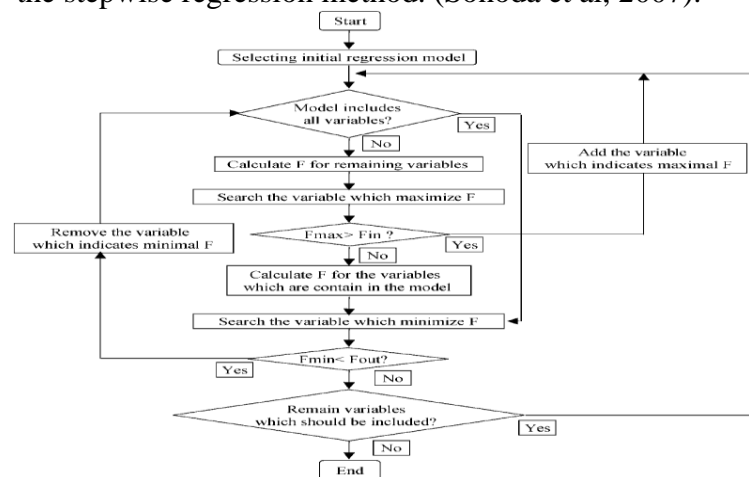 the stepwise regression method. (Sonoda et al, 2007).
Start
Selecting initial regression model
Model includes
all variables?
Yes
No
Calculate F for remaining variables
Add the variable
which indicates maximal F
Search the variable which maximize F
Remove the variable
which indicates minimal F
Fmax> Fin ?
Yes
No
Calculate F for the variables
which are contain in the model
Search the variable which minimize F
Fmin< Fout?
Yes
No
Remain variables
which should be included?
Yes
No
End